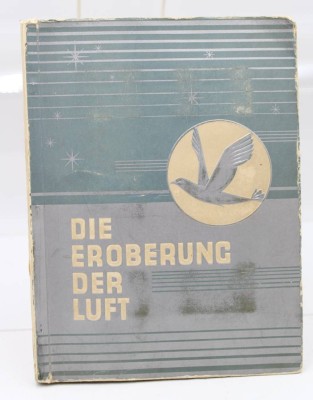 DIE
EROBERUNG
DER
LUFT